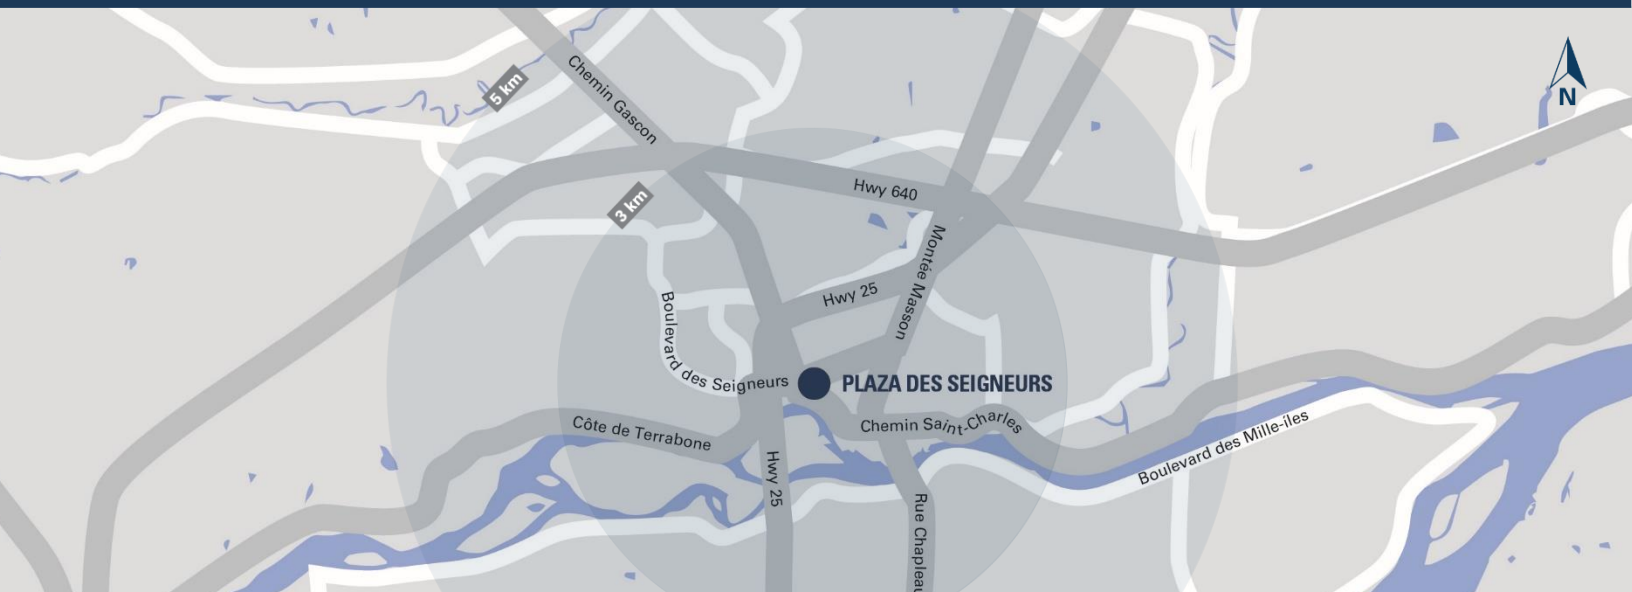 Chemin Gascon
5 km
N
3 km
Hwy 640
Montée Masson
Hwy 25
Boulevard des Seigneurs
PLAZA DES SEIGNEURS
Côte de Terrabone
Chemin Saint-Charles
Boulevard des Mille-îles
Hwy 25
Rue Chapleau